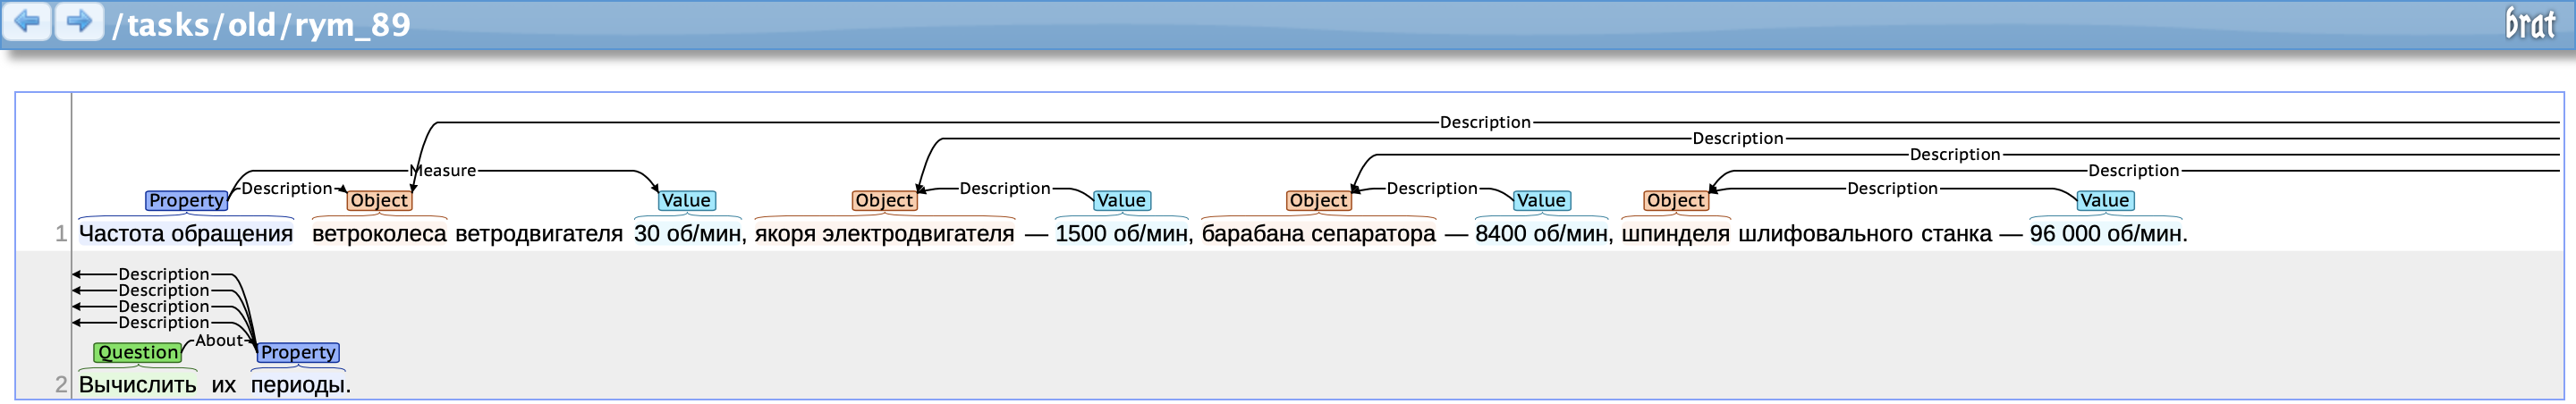 /tasks/old/rym_89 brat
Description
Description
Description
Measure Description
Description Description Description Description
Property Object Value Object Value Object Value Object Value
1 Частота обращения ветроколеса ветродвигателя 30 об/мин, якоря электродвигателя — 1500 об/мин, барабана сепаратора — 8400 об/мин, шпинделя шлифовального станка — 96 000 об/мин.
Description
Description
Description
Description
About
Question Property
2 Вычислить их периоды.